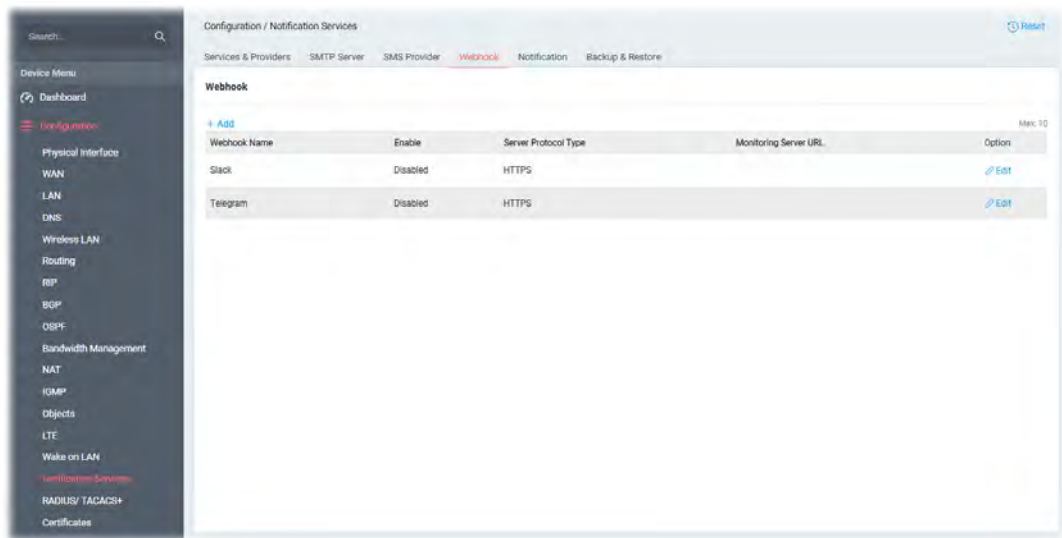 Search...
Device Menu
Dashboard
Configuration
Physical Interface
WAN
LAN
DNS
Wireless LAN
Routing
RIP
BGP
OSPF
Bandwidth Management
NAT
IGMP
Objects
LTE
Wake on LAN
Notification Services
RADIUS/ TACACS+
Certificates
Configuration / Notification Services
Reset
Services & Providers SMTP Server SMS Provider Webhook Notification Backup & Restore
Webhook
+ Add Max: 10
Webhook Name Enable Server Protocol Type Monitoring Server URL Option
Slack Disabled HTTPS Edit
Telegram Disabled HTTPS Edit